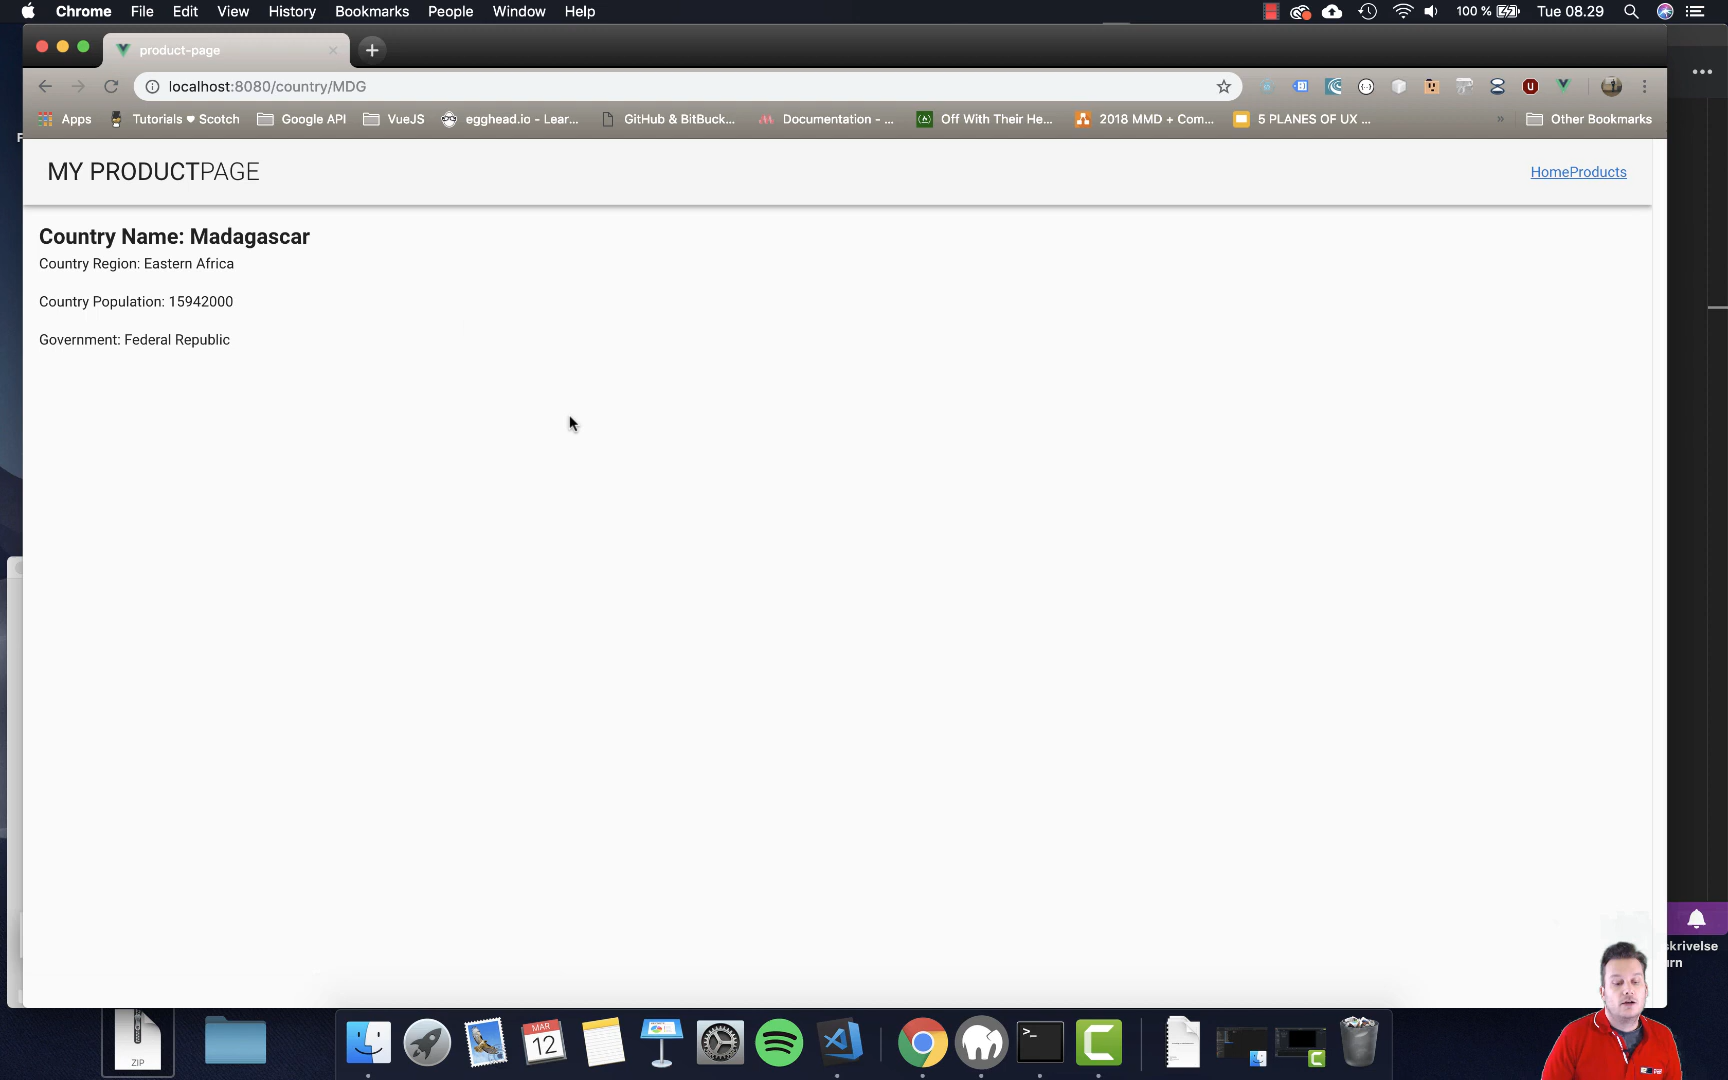 Chrome File Edit View History Bookmarks People Window Help 100 % Tue 08.29
product-page
localhost:8080/country/MDG
Apps Tutorials ♥ Scotch Google API VueJS egghead.io - Lear... GitHub & BitBuck... Documentation - ... Off With Their He... 2018 MMD + Com... 5 PLANES OF UX ... » Other Bookmarks
MY PRODUCTPAGE HomeProducts
Country Name: Madagascar
Country Region: Eastern Africa
Country Population: 15942000
Government: Federal Republic
skrivelse
ZIP
MAR
12